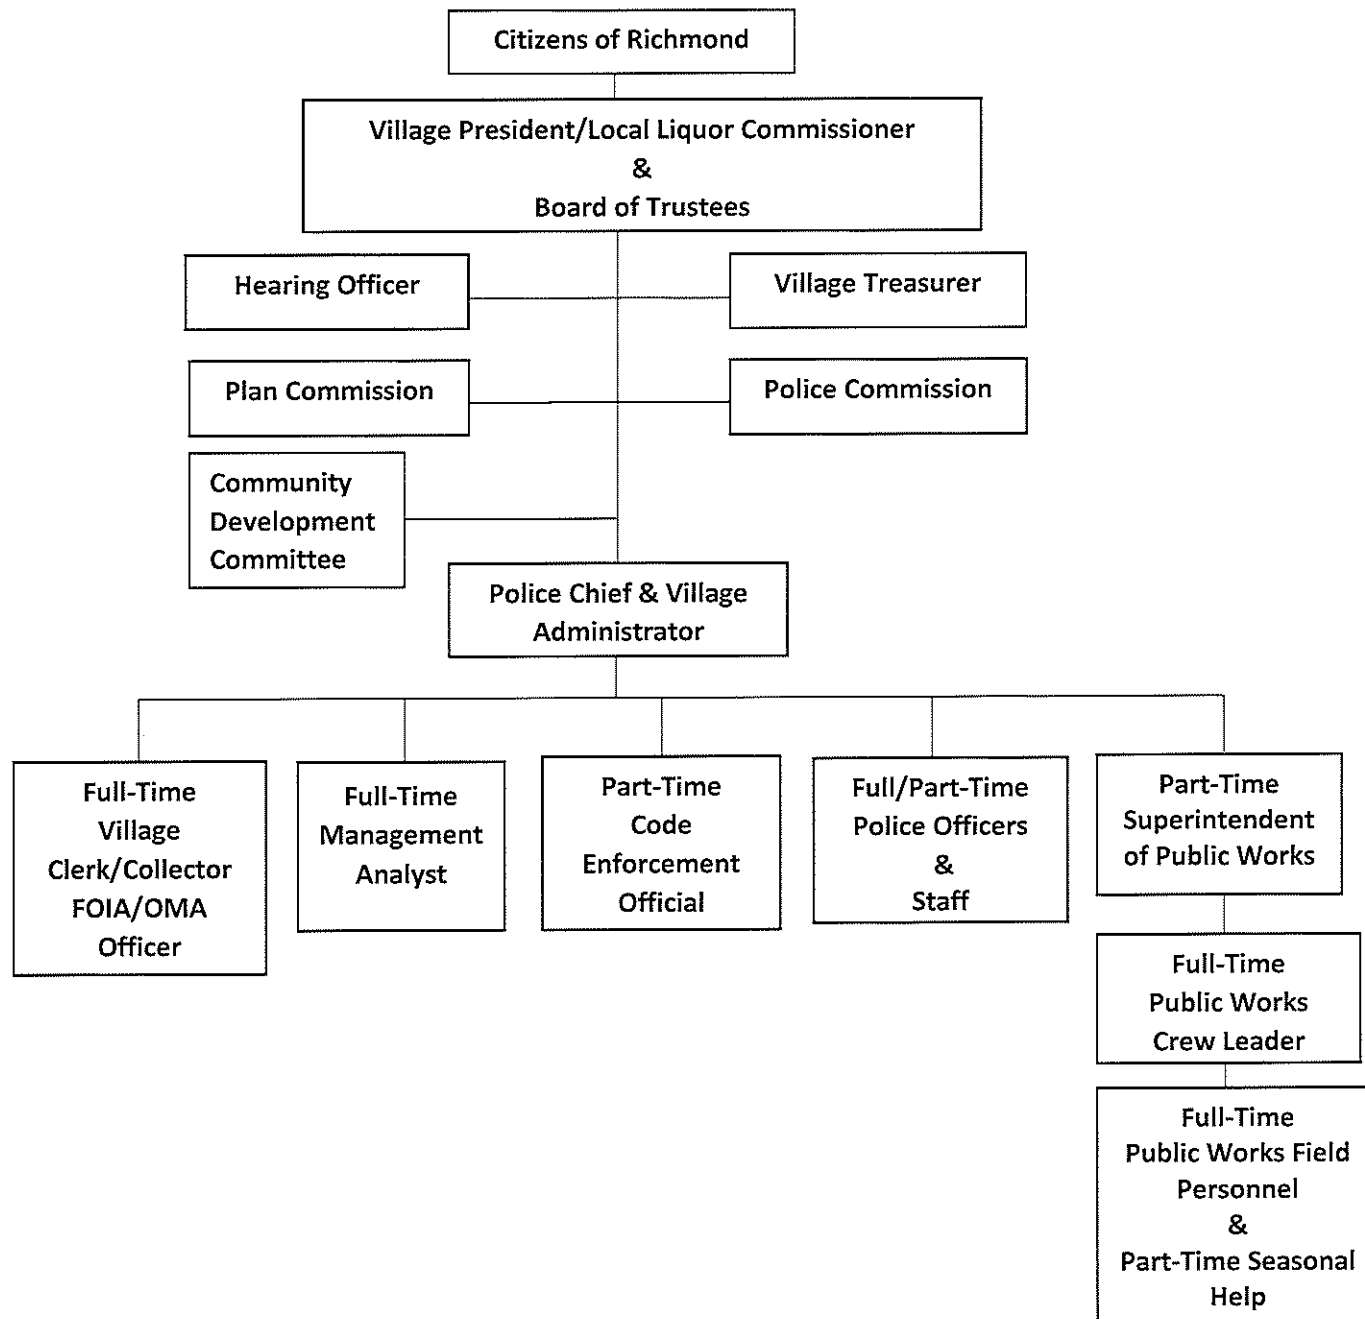 Citizens of Richmond
Village President/Local Liquor Commissioner
&
Board of Trustees
Hearing Officer
Village Treasurer
Plan Commission
Police Commission
Community
Development
Committee
Police Chief & Village
Administrator
Full-Time
Village
Clerk/Collector
FOIA/OMA
Officer
Full-Time
Management
Analyst
Part-Time
Code
Enforcement
Official
Full/Part-Time
Police Officers
&
Staff
Part-Time
Superintendent
of Public Works
Full-Time
Public Works
Crew Leader
Full-Time
Public Works Field
Personnel
&
Part-Time Seasonal
Help